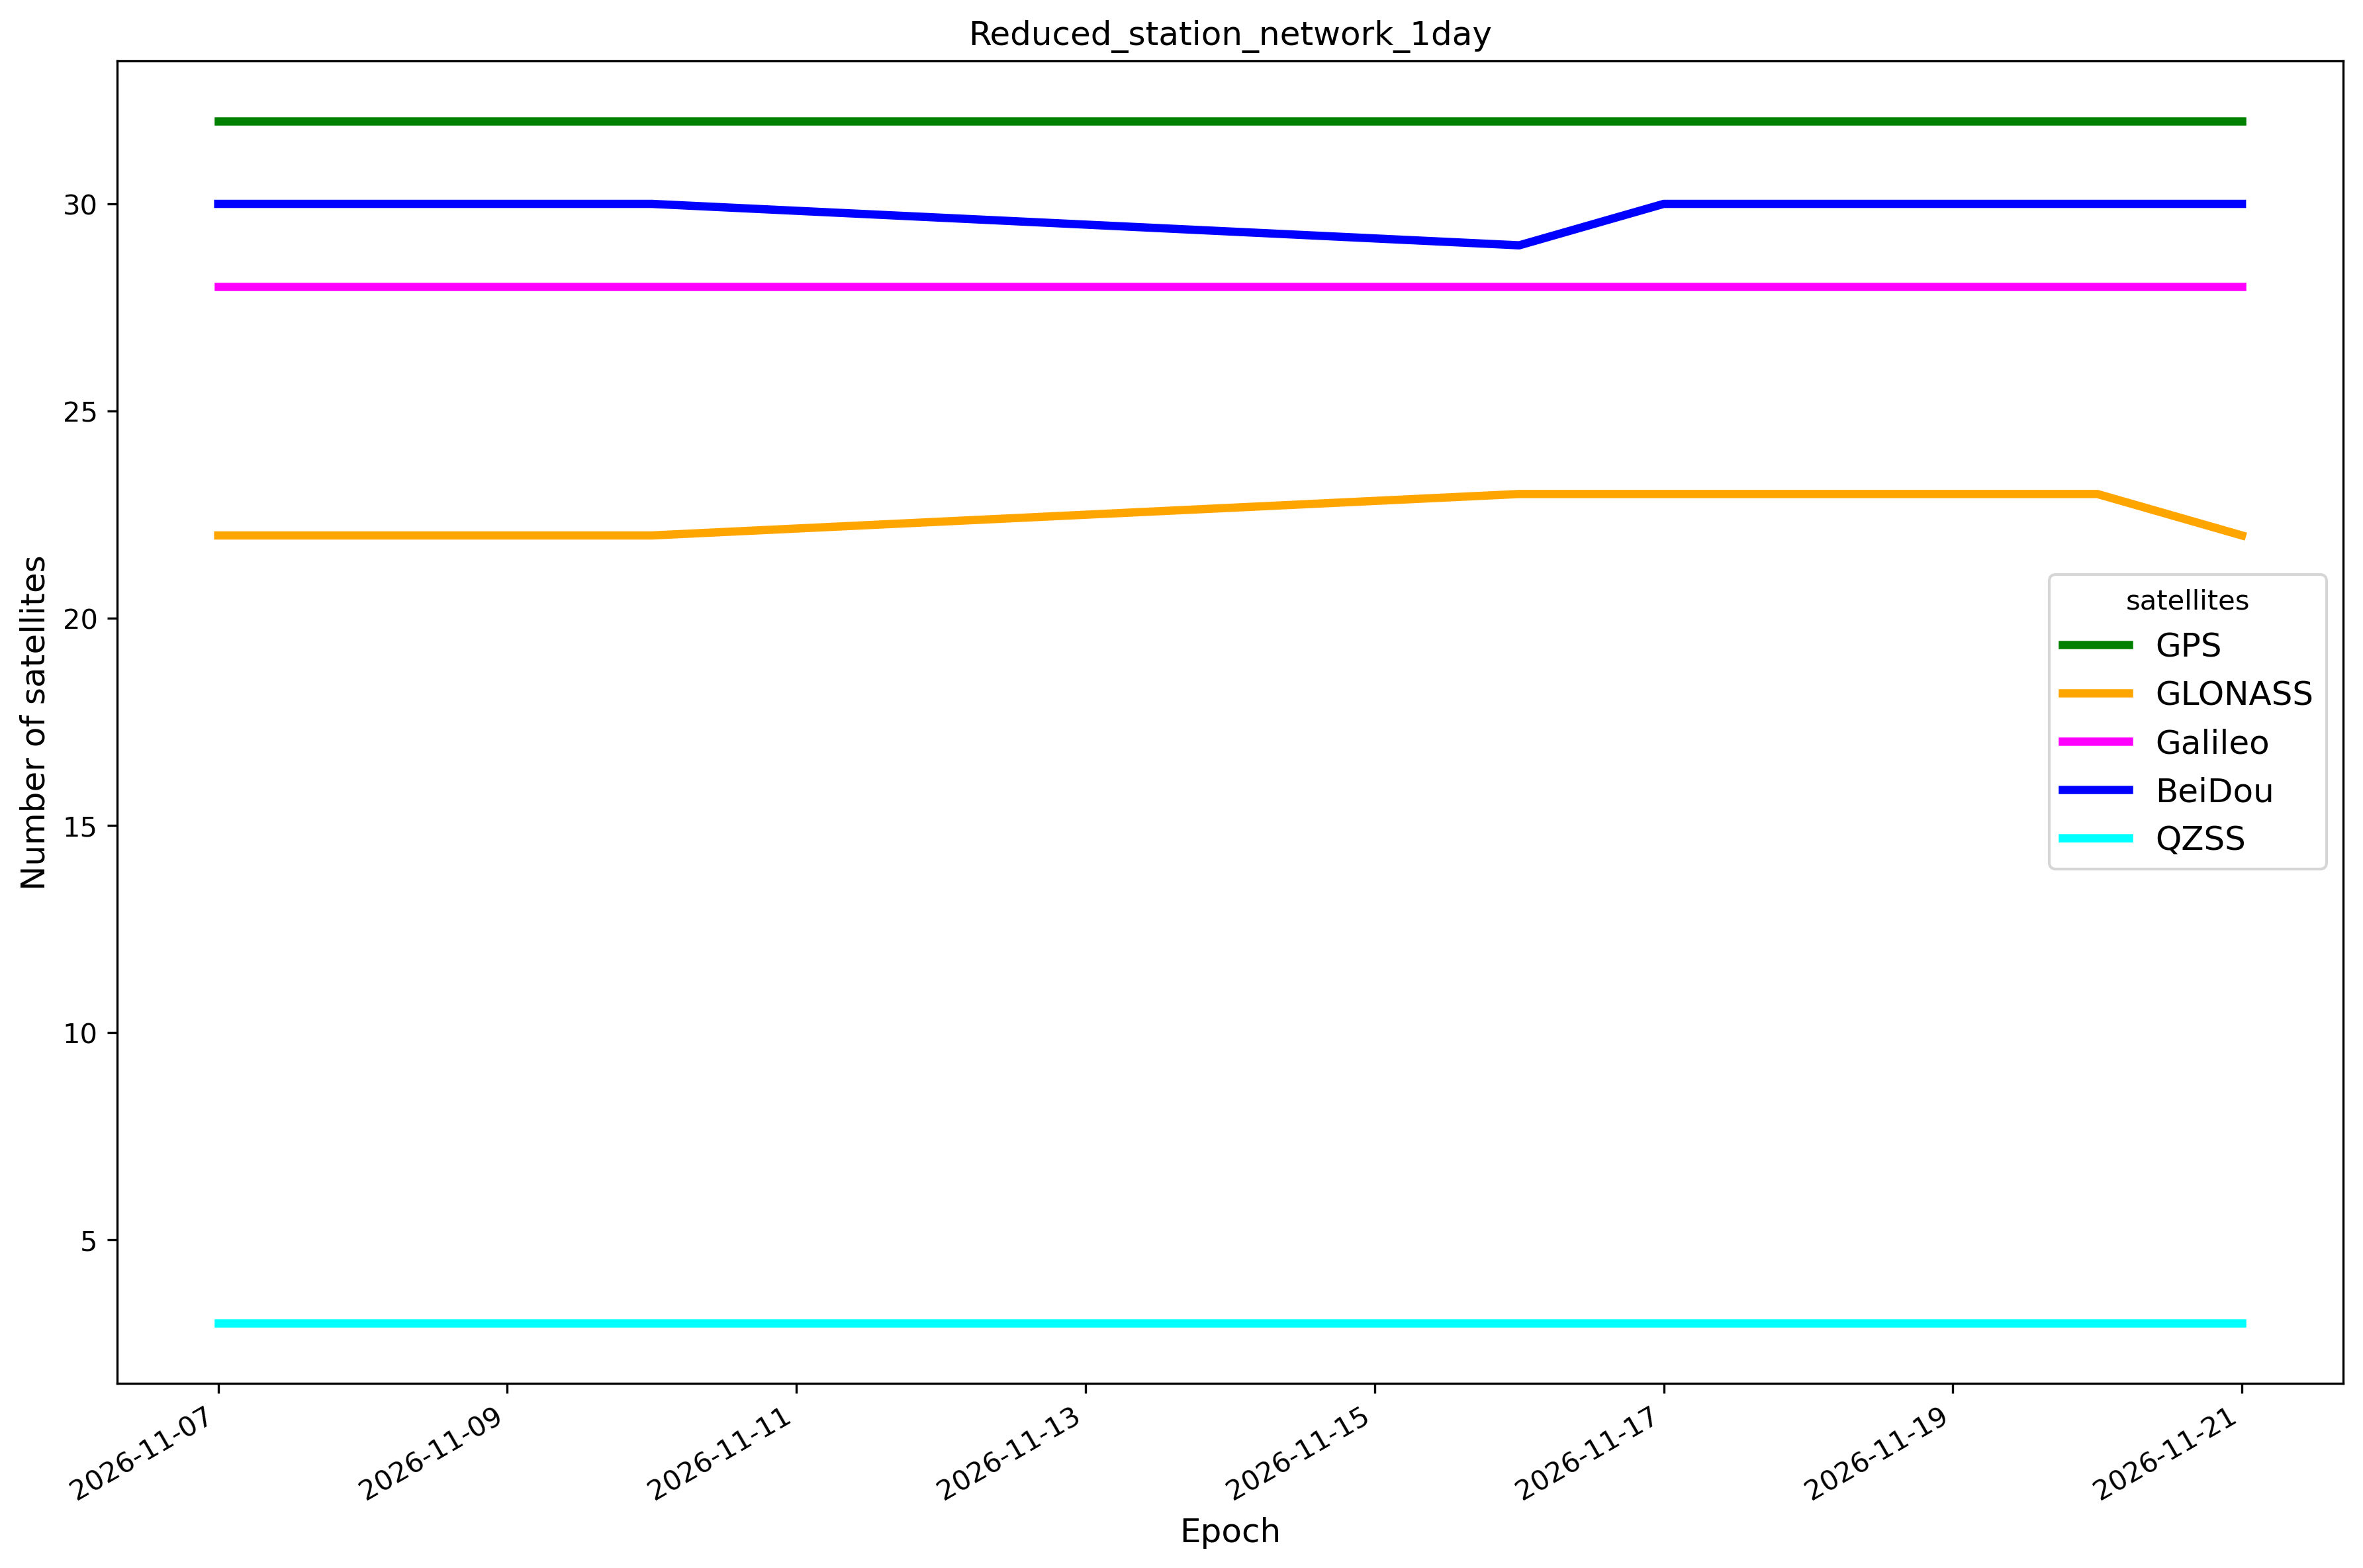 Reduced_station_network_1day
Number of satellites
30
25
20
15
10
5
satellites
GPS
GLONASS
Galileo
BeiDou
QZSS
2026-11-07
2026-11-09
2026-11-11
2026-11-13
2026-11-15
2026-11-17
2026-11-19
2026-11-21
Epoch